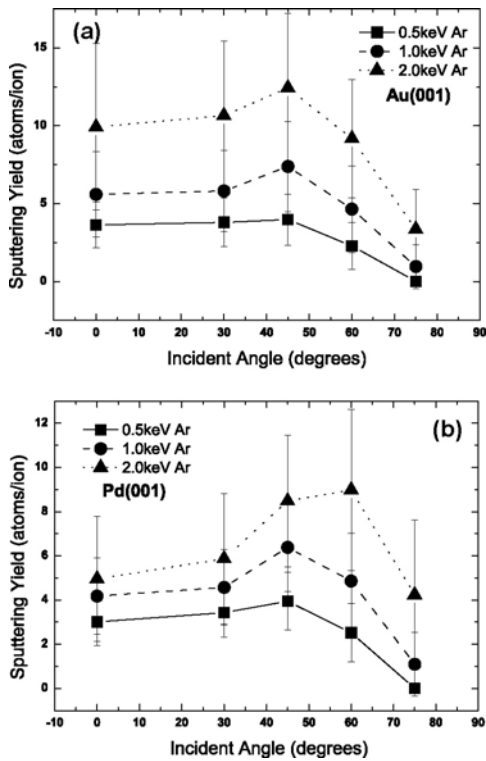 (a)
0.5keV Ar
1.0keV Ar
2.0keV Ar
Au(001)
Sputtering Yield (atoms/ion)
15
10
5
0
-10 0 10 20 30 40 50 60 70 80 90
Incident Angle (degrees)
(b)
0.5keV Ar
1.0keV Ar
2.0keV Ar
Pd(001)
Sputtering Yield (atoms/ion)
12
10
8
6
4
2
0
-10 0 10 20 30 40 50 60 70 80 90
Incident Angle (degrees)